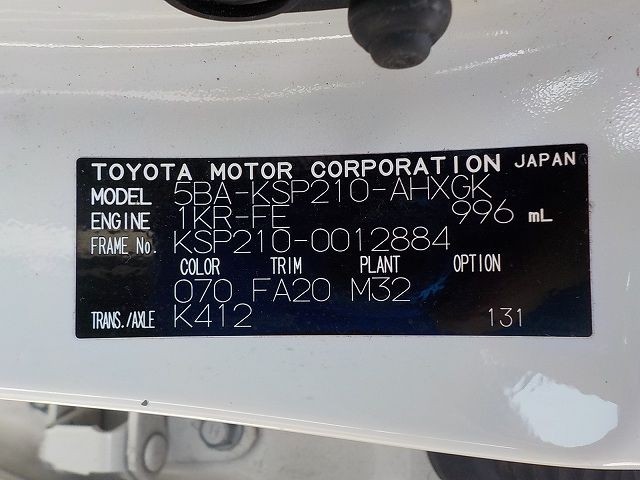 TOYOTA MOTOR CORPORATION JAPAN
MODEL 5BA-KSP210-AHXGK
ENGINE 1KR-FE 996 mL
FRAME No. KSP210-0012884
COLOR TRIM PLANT OPTION
070 FA20 M32
TRANS./AXLE K412 131